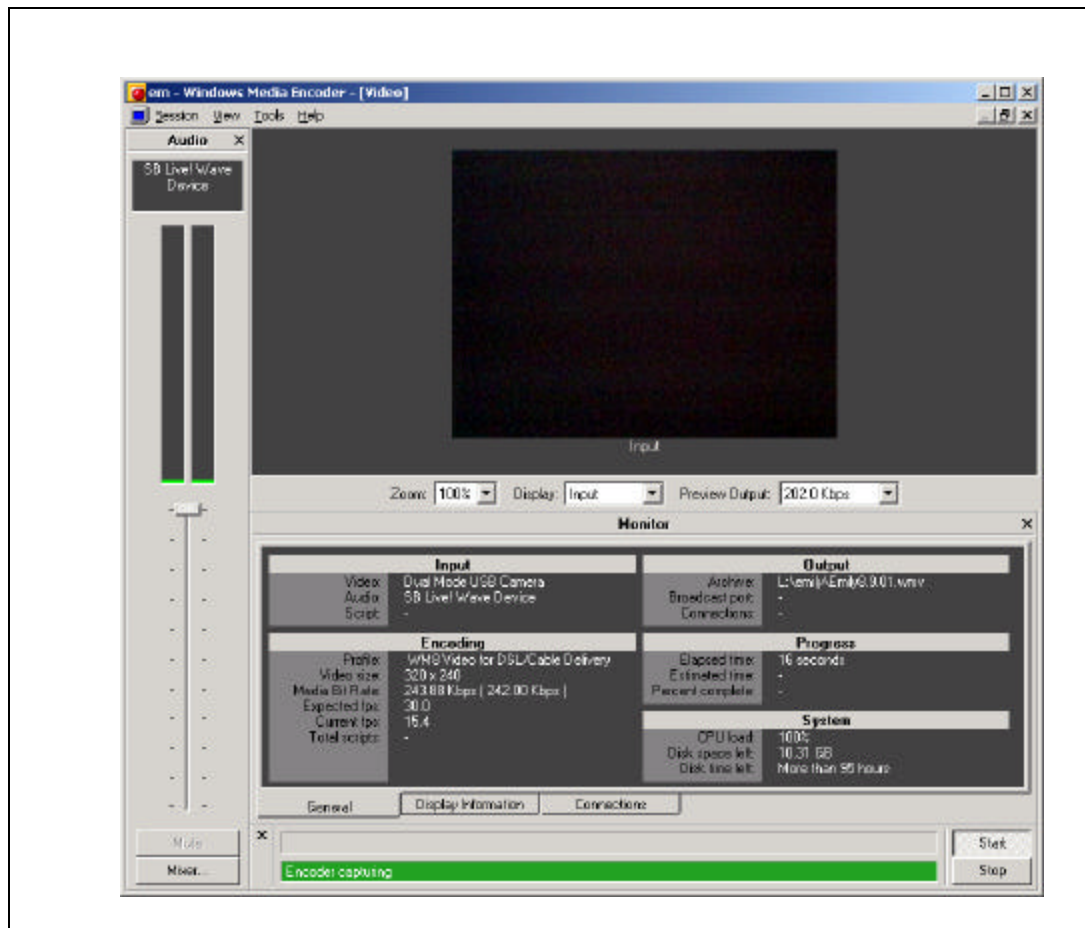 em - Windows Media Encoder - [Video]
Session View Tools Help
Audio
SB Live! Wave
Device
Input
Zoom: 100% Display: Input Preview Output: 202.0 Kbps
Monitor
Input
Video: Dual Mode USB Camera
Audio: SB Live! Wave Device
Script: -
Encoding
Profile: WM8 Video for DSL/Cable Delivery
Video size: 320 x 240
Media Bit Rate: 243.88 Kbps ( 242.00 Kbps )
Expected fps: 30.0
Current fps: 15.4
Total scripts: -
Output
Archive: L:\emily\Emily8.9.01.wmv
Broadcast port: -
Connections: -
Progress
Elapsed time: 16 seconds
Estimated time: -
Percent complete: -
System
CPU load: 100%
Disk space left: 10.31 GB
Disk time left: More than 95 hours
General Display Information Connections
Mute
Mixer...
Encoder capturing
Start
Stop